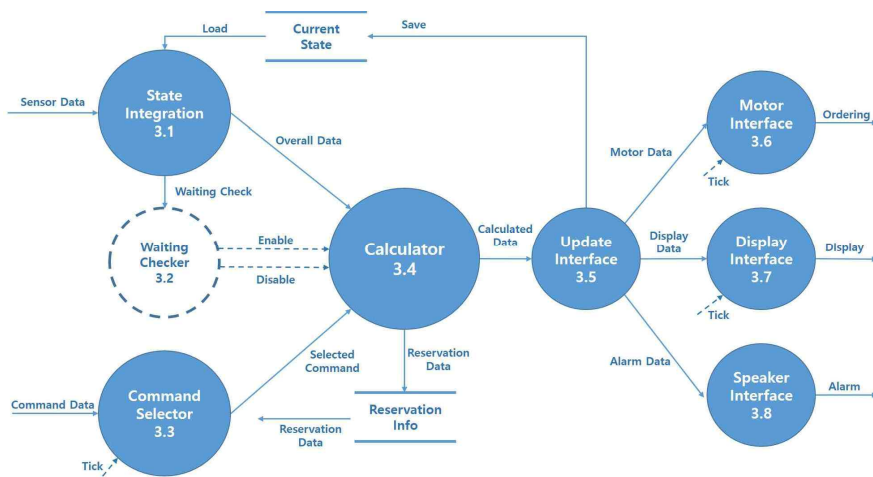 Load
Current
State
Save
Sensor Data
State
Integration
3.1
Overall Data
Motor Data
Motor
Interface
3.6
Ordering
Tick
Waiting Check
Waiting
Checker
3.2
Enable
Disable
Calculator
3.4
Calculated
Data
Update
Interface
3.5
Display
Data
Display
Interface
3.7
Display
Tick
Selected
Command
Reservation
Data
Alarm Data
Speaker
Interface
3.8
Alarm
Command Data
Command
Selector
3.3
Reservation
Data
Reservation
Info
Tick